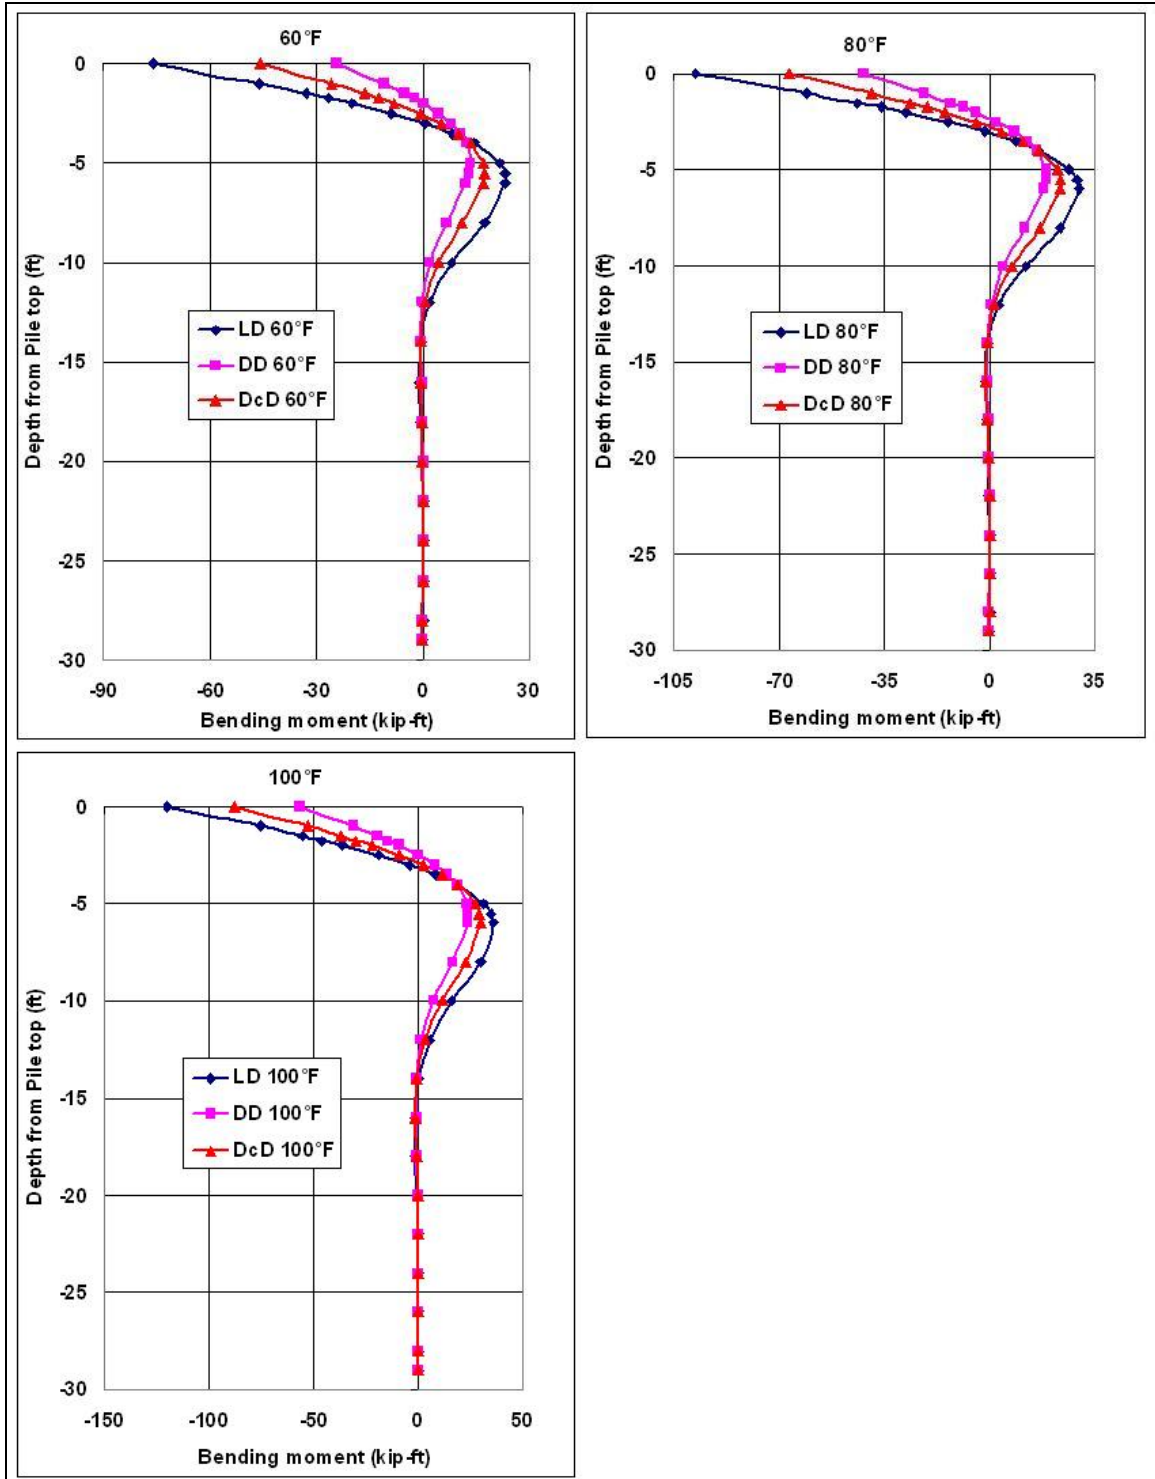 60°F
0
-5
-10
-15
-20
-25
-30
-90
-60
-30
0
30
Depth from Pile top (ft)
Bending moment (kip-ft)
LD 60°F
DD 60°F
DcD 60°F
80°F
0
-5
-10
-15
-20
-25
-30
-105
-70
-35
0
35
Depth from Pile top (ft)
Bending moment (kip-ft)
LD 80°F
DD 80°F
DcD 80°F
100°F
0
-5
-10
-15
-20
-25
-30
-150
-100
-50
0
50
Depth from Pile top (ft)
Bending moment (kip-ft)
LD 100°F
DD 100°F
DcD 100°F